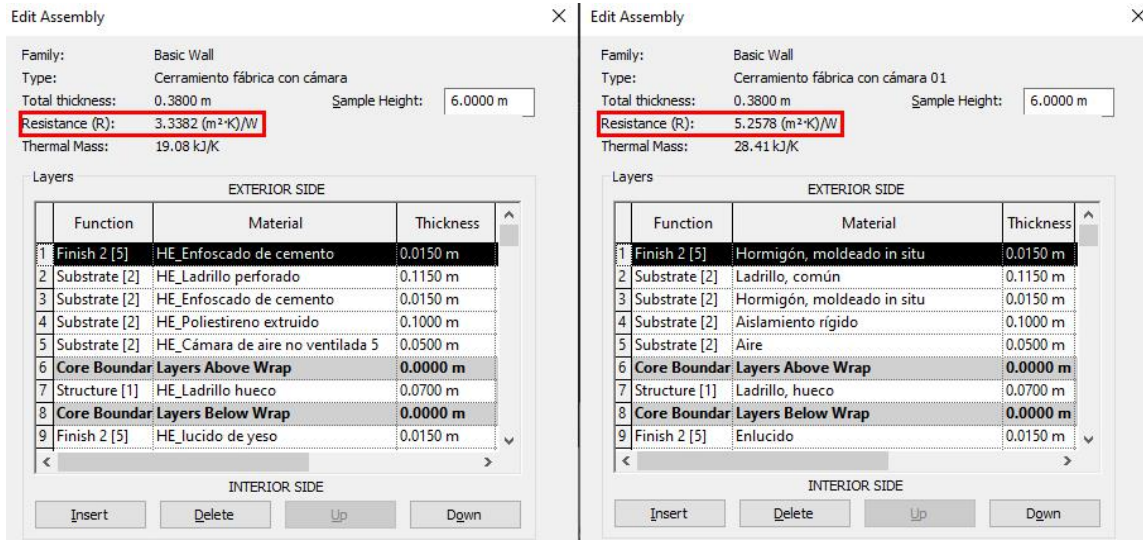 Edit Assembly
Family: Basic Wall
Type: Cerramiento fábrica con cámara
Total thickness: 0.3800 m Sample Height: 6.0000 m
Resistance (R): 3.3382 (m²·K)/W
Thermal Mass: 19.08 kJ/K
Layers
EXTERIOR SIDE
Function Material Thickness
1 Finish 2 [5] HE_Enfoscado de cemento 0.0150 m
2 Substrate [2] HE_Ladrillo perforado 0.1150 m
3 Substrate [2] HE_Enfoscado de cemento 0.0150 m
4 Substrate [2] HE_Poliestireno extruido 0.1000 m
5 Substrate [2] HE_Cámara de aire no ventilada 5 0.0500 m
6 Core Boundar Layers Above Wrap 0.0000 m
7 Structure [1] HE_Ladrillo hueco 0.0700 m
8 Core Boundar Layers Below Wrap 0.0000 m
9 Finish 2 [5] HE_lucido de yeso 0.0150 m
INTERIOR SIDE
Insert Delete Up Down
Edit Assembly
Family: Basic Wall
Type: Cerramiento fábrica con cámara 01
Total thickness: 0.3800 m Sample Height: 6.0000 m
Resistance (R): 5.2578 (m²·K)/W
Thermal Mass: 28.41 kJ/K
Layers
EXTERIOR SIDE
Function Material Thickness
1 Finish 2 [5] Hormigón, moldeado in situ 0.0150 m
2 Substrate [2] Ladrillo, común 0.1150 m
3 Substrate [2] Hormigón, moldeado in situ 0.0150 m
4 Substrate [2] Aislamiento rígido 0.1000 m
5 Substrate [2] Aire 0.0500 m
6 Core Boundar Layers Above Wrap 0.0000 m
7 Structure [1] Ladrillo, hueco 0.0700 m
8 Core Boundar Layers Below Wrap 0.0000 m
9 Finish 2 [5] Enlucido 0.0150 m
INTERIOR SIDE
Insert Delete Up Down